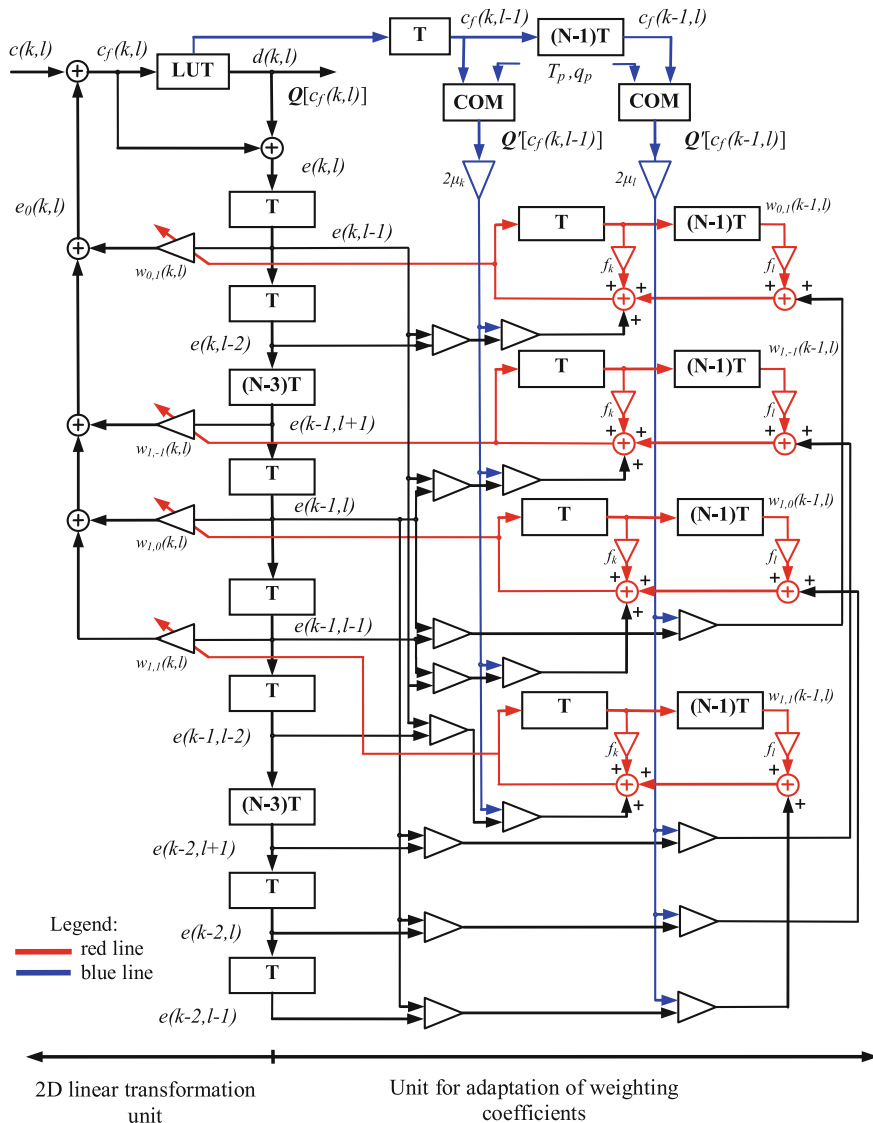 c(k,l)
c_f(k,l)
LUT
d(k,l)
Q[c_f(k,l)]
T
c_f(k,l-1)
(N-1)T
c_f(k-1,l)
T_p,q_p
COM
COM
Q'[c_f(k,l-1)]
Q'[c_f(k-1,l)]
2μ_k
2μ_l
e(k,l)
e_0(k,l)
T
e(k,l-1)
w_{0,1}(k,l)
T
(N-1)T
w_{0,1}(k-1,l)
f_k
f_l
+
+
+
+
+
T
e(k,l-2)
(N-3)T
T
(N-1)T
w_{1,-1}(k-1,l)
f_k
f_l
+
+
+
+
+
e(k-1,l+1)
w_{1,-1}(k,l)
T
e(k-1,l)
w_{1,0}(k,l)
T
(N-1)T
w_{1,0}(k-1,l)
f_k
f_l
+
+
+
+
+
T
e(k-1,l-1)
w_{1,1}(k,l)
T
e(k-1,l-2)
T
(N-1)T
w_{1,1}(k-1,l)
f_k
f_l
+
+
+
+
+
(N-3)T
e(k-2,l+1)
T
e(k-2,l)
T
e(k-2,l-1)
Legend:
red line
blue line
2D linear transformation
unit
Unit for adaptation of weighting
coefficients